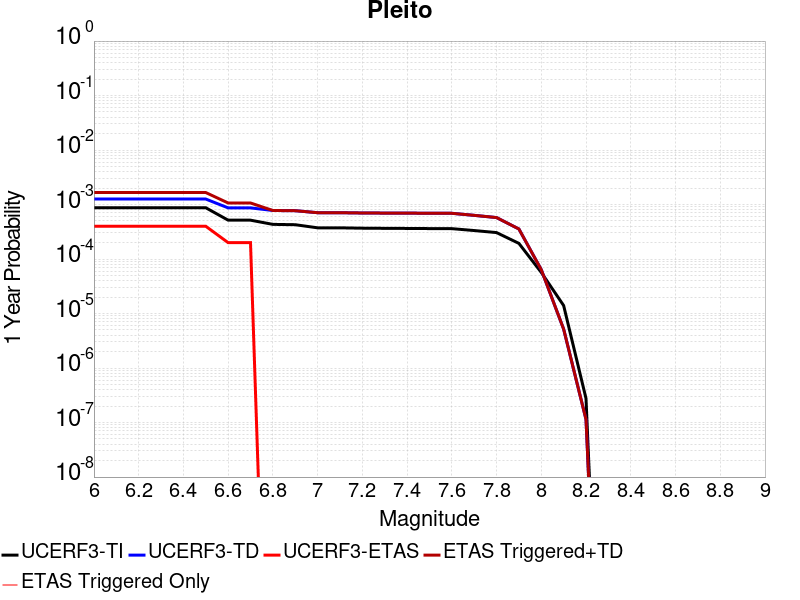 Pleito
10^0
10^-1
10^-2
10^-3
10^-4
10^-5
10^-6
10^-7
10^-8
1 Year Probability
6 6.2 6.4 6.6 6.8 7 7.2 7.4 7.6 7.8 8 8.2 8.4 8.6 8.8 9
Magnitude
UCERF3-TI UCERF3-TD UCERF3-ETAS ETAS Triggered+TD
ETAS Triggered Only